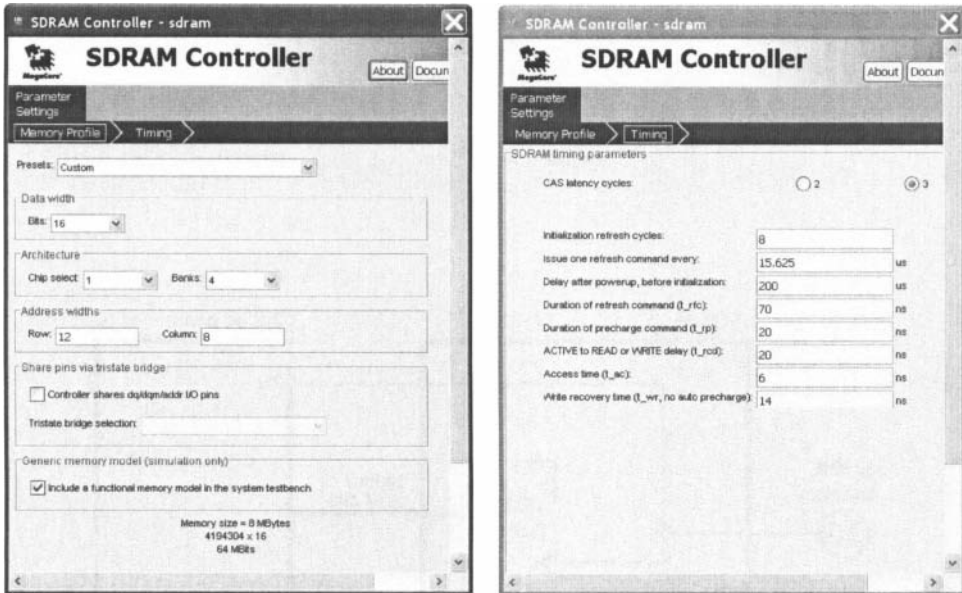 SDRAM Controller - sdram
MegaCore'
SDRAM Controller
About Docun
Parameter
Settings
Memory Profile Timing
Presets: Custom
Data width
Bits: 16
Architecture
Chip select: 1 Banks: 4
Address widths
Row: 12 Column: 8
Share pins via tristate bridge
Controller shares dq/dqm/addr I/O pins
Tristate bridge selection:
Generic memory model (simulation only)
Include a functional memory model in the system testbench
Memory size = 8 MBytes
4194304 x 16
64 MBits
SDRAM Controller - sdram
MegaCore'
SDRAM Controller
About Docun
Parameter
Settings
Memory Profile Timing
SDRAM timing parameters
CAS latency cycles: 2 3
Initialization refresh cycles: 8
Issue one refresh command every: 15.625 us
Delay after powerup, before initialization: 200 us
Duration of refresh command (t_rfc): 70 ns
Duration of precharge command (t_rp): 20 ns
ACTIVE to READ or WRITE delay (t_rcd): 20 ns
Access time (t_ac): 6 ns
Write recovery time (t_wr, no auto precharge): 14 ns